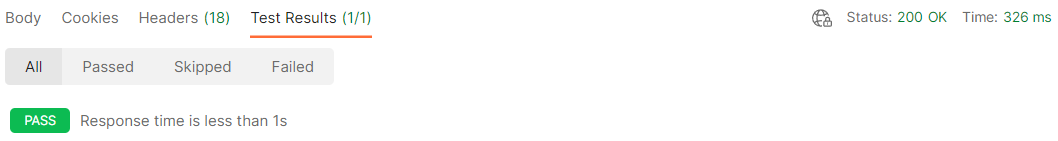 Body Cookies Headers (18) Test Results (1/1) Status: 200 OK Time: 326 ms
All Passed Skipped Failed
PASS Response time is less than 1s